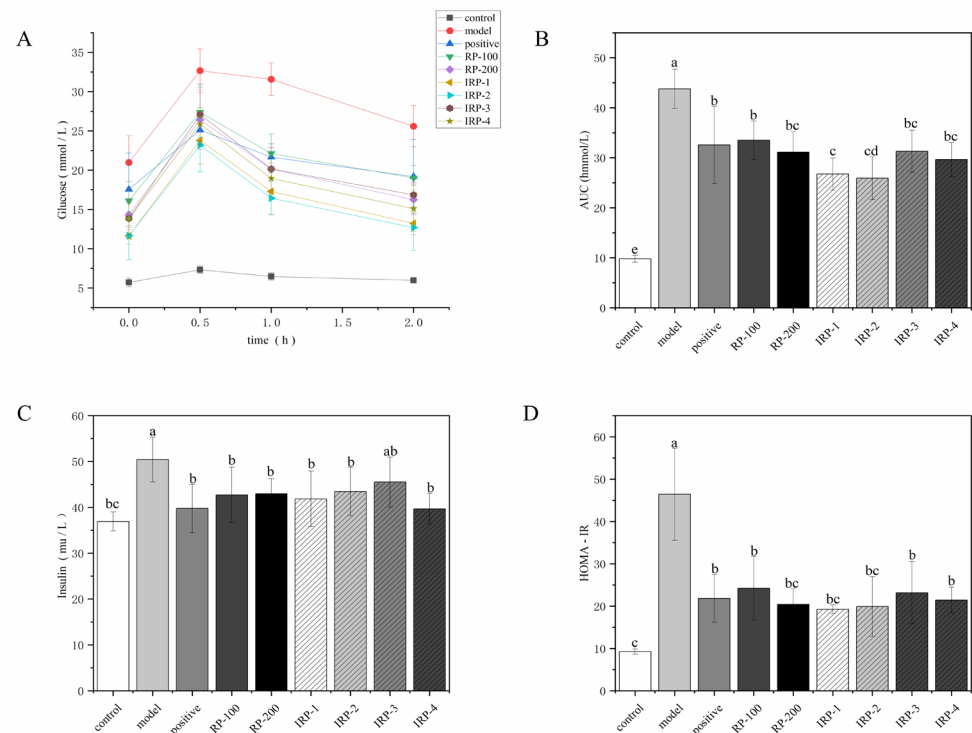 A
control
model
positive
RP-100
RP-200
IRP-1
IRP-2
IRP-3
IRP-4
Glucose ( mmol / L )
35
30
25
20
15
10
5
0.0 0.5 1.0 1.5 2.0
time ( h )
B
AUC (hmmol/L)
50
40
30
20
10
0
e a b b bc c cd bc bc
control model positive RP-100 RP-200 IRP-1 IRP-2 IRP-3 IRP-4
C
Insulin ( mu / L )
60
50
40
30
20
10
0
bc a b b b b b ab b
control model positive RP-100 RP-200 IRP-1 IRP-2 IRP-3 IRP-4
D
HOMA - IR
60
50
40
30
20
10
0
c a b b bc bc bc b b
control model positive RP-100 RP-200 IRP-1 IRP-2 IRP-3 IRP-4